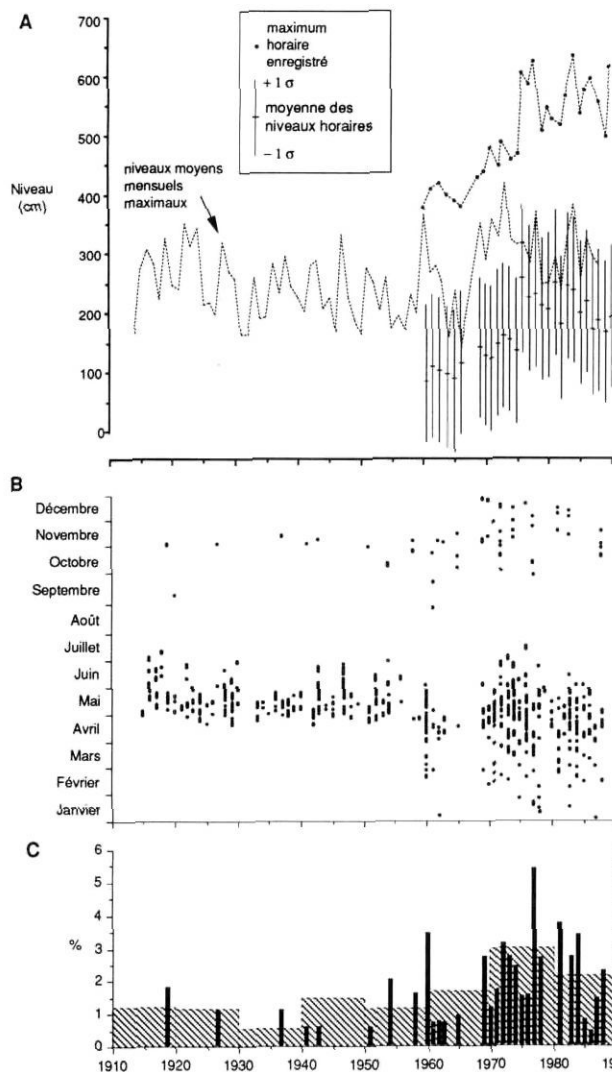 A
700
600
500
Niveau
(cm)
400
300
200
100
0
maximum
horaire
enregistré
+ 1 σ
moyenne des
niveaux horaires
− 1 σ
niveaux moyens
mensuels
maximaux
B
Décembre
Novembre
Octobre
Septembre
Août
Juillet
Juin
Mai
Avril
Mars
Février
Janvier
C
6
5
4
%
3
2
1
0
1910 1920 1930 1940 1950 1960 1970 1980 199